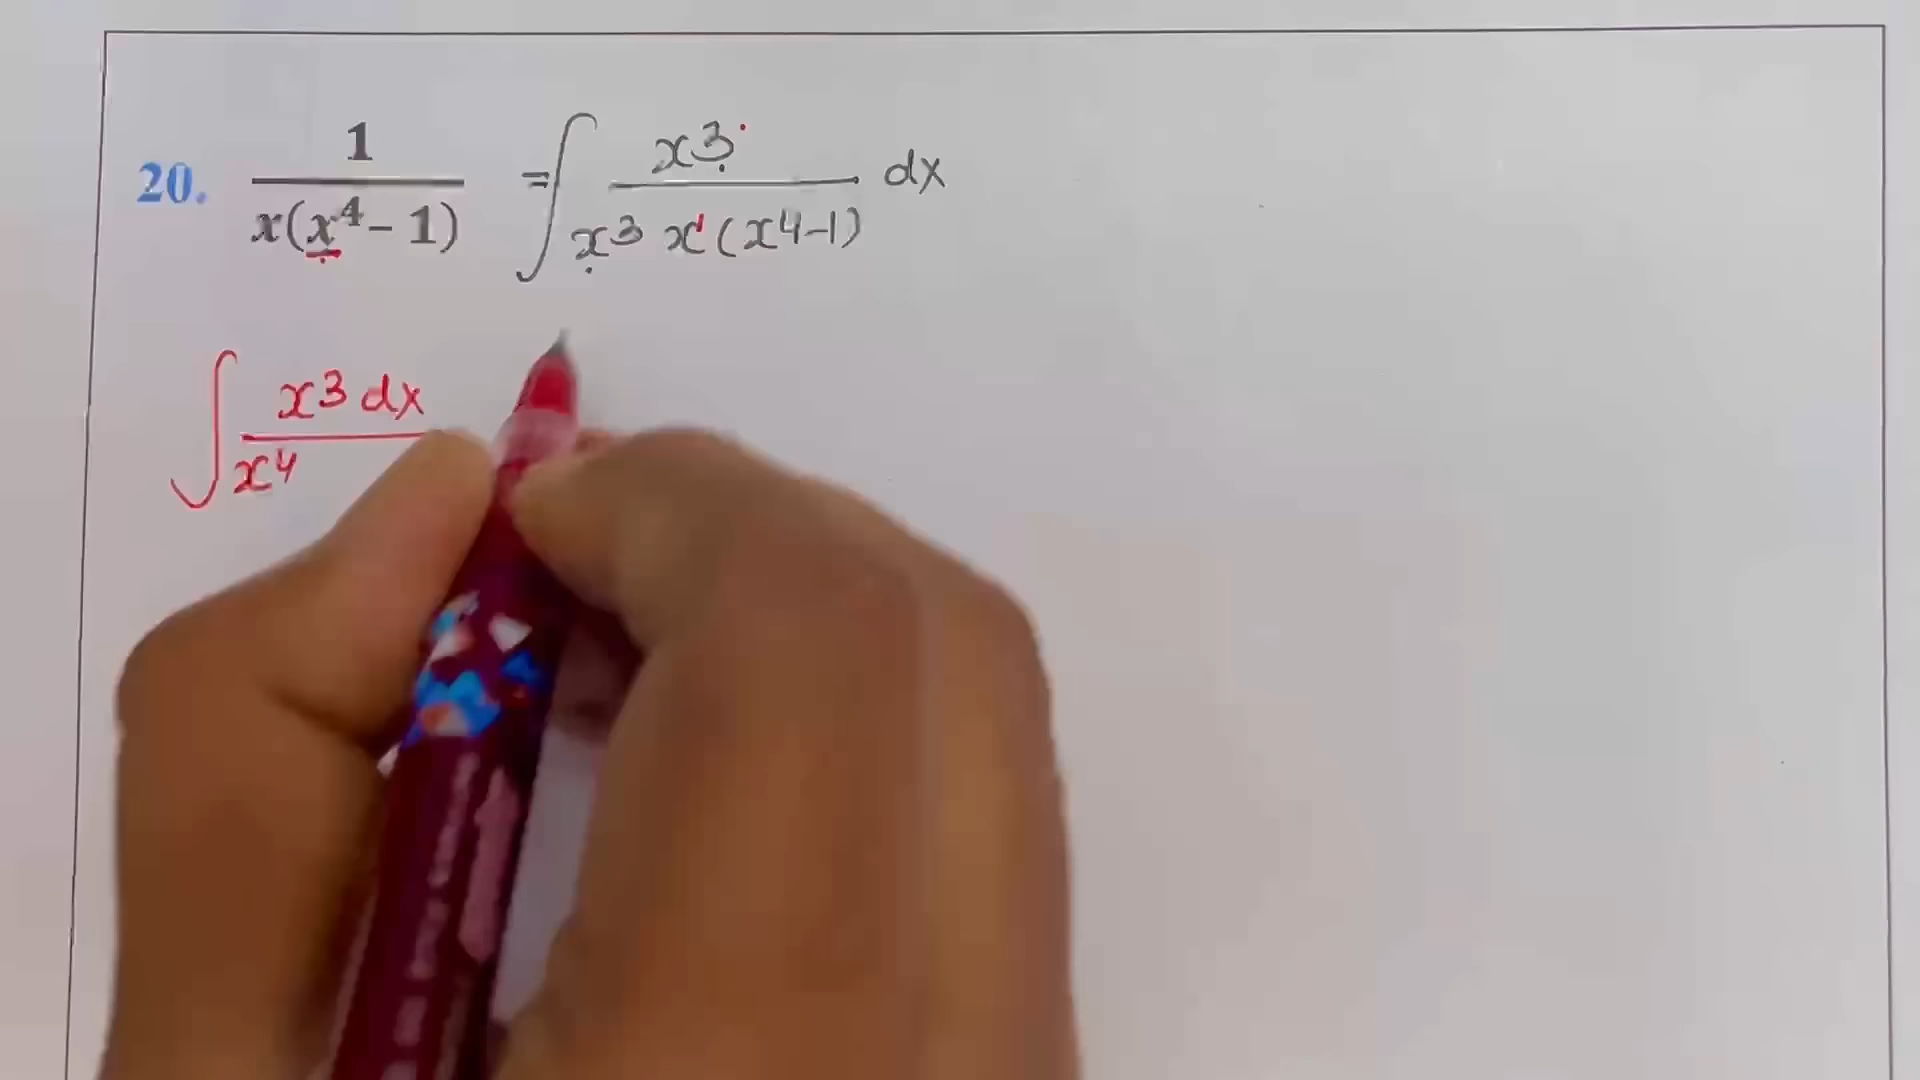 20. 1/x(x⁴ – 1) = ∫ x³/x³ x¹ (x⁴–1) dx
∫ x³ dx/x⁴